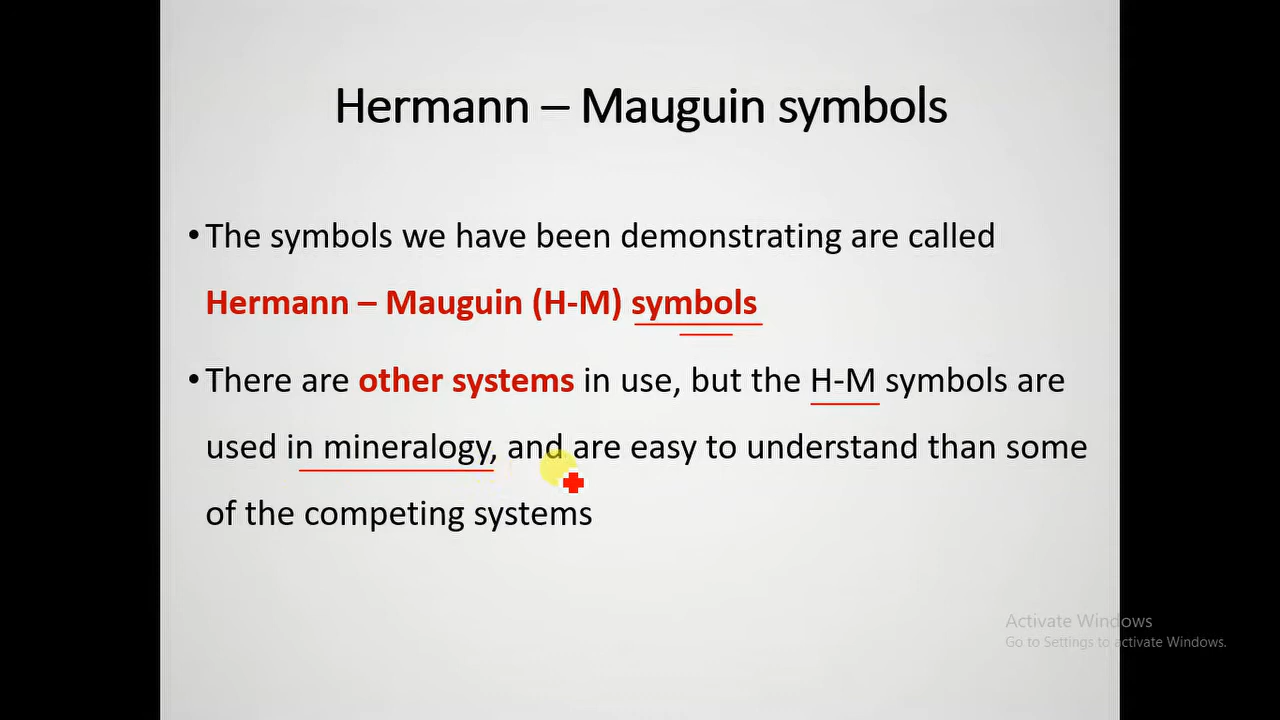 Hermann – Mauguin symbols
• The symbols we have been demonstrating are called
Hermann – Mauguin (H-M) symbols
• There are other systems in use, but the H-M symbols are
used in mineralogy, and are easy to understand than some
of the competing systems
Activate Windows
Go to Settings to activate Windows.